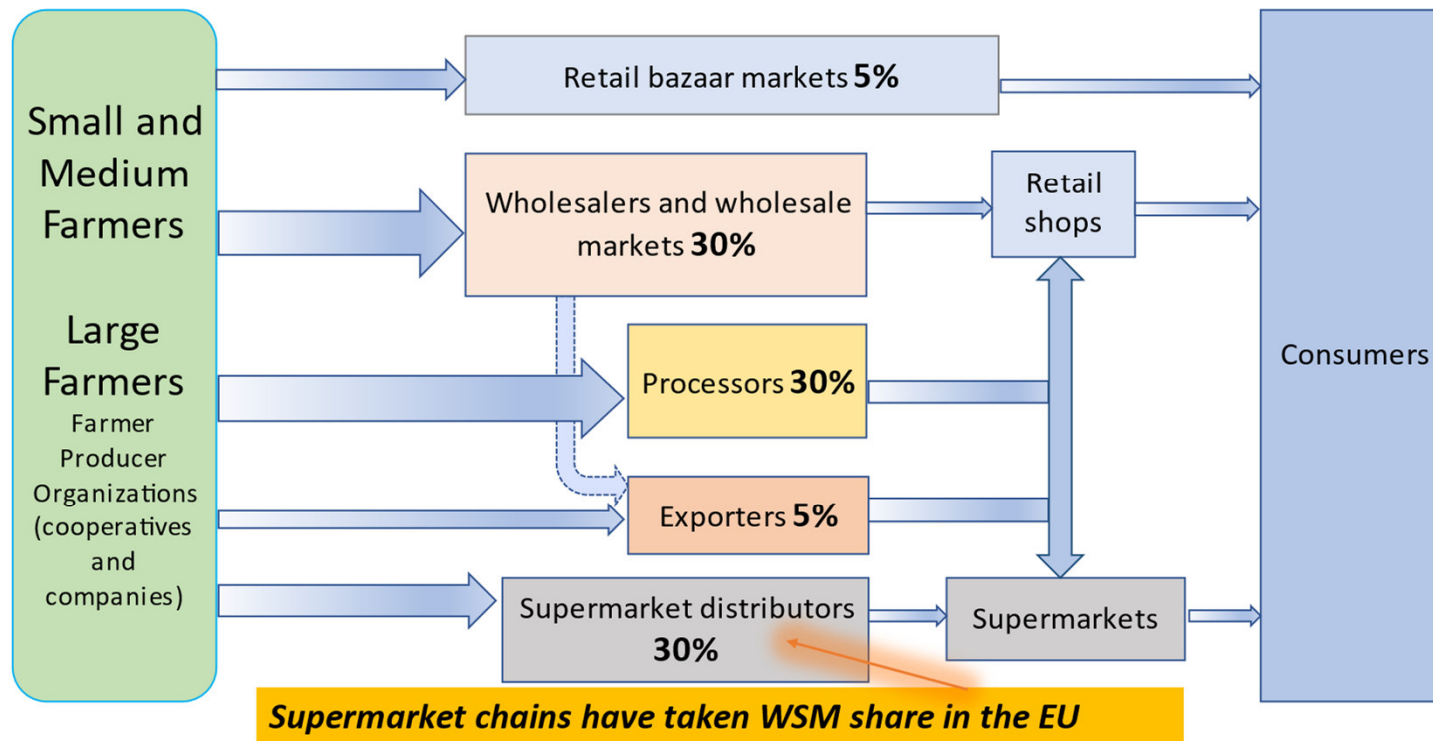 Small and
Medium
Farmers
Large
Farmers
Farmer
Producer
Organizations
(cooperatives
and
companies)
Retail bazaar markets 5%
Wholesalers and wholesale
markets 30%
Retail
shops
Processors 30%
Exporters 5%
Supermarket distributors
30%
Supermarkets
Consumers
Supermarket chains have taken WSM share in the EU